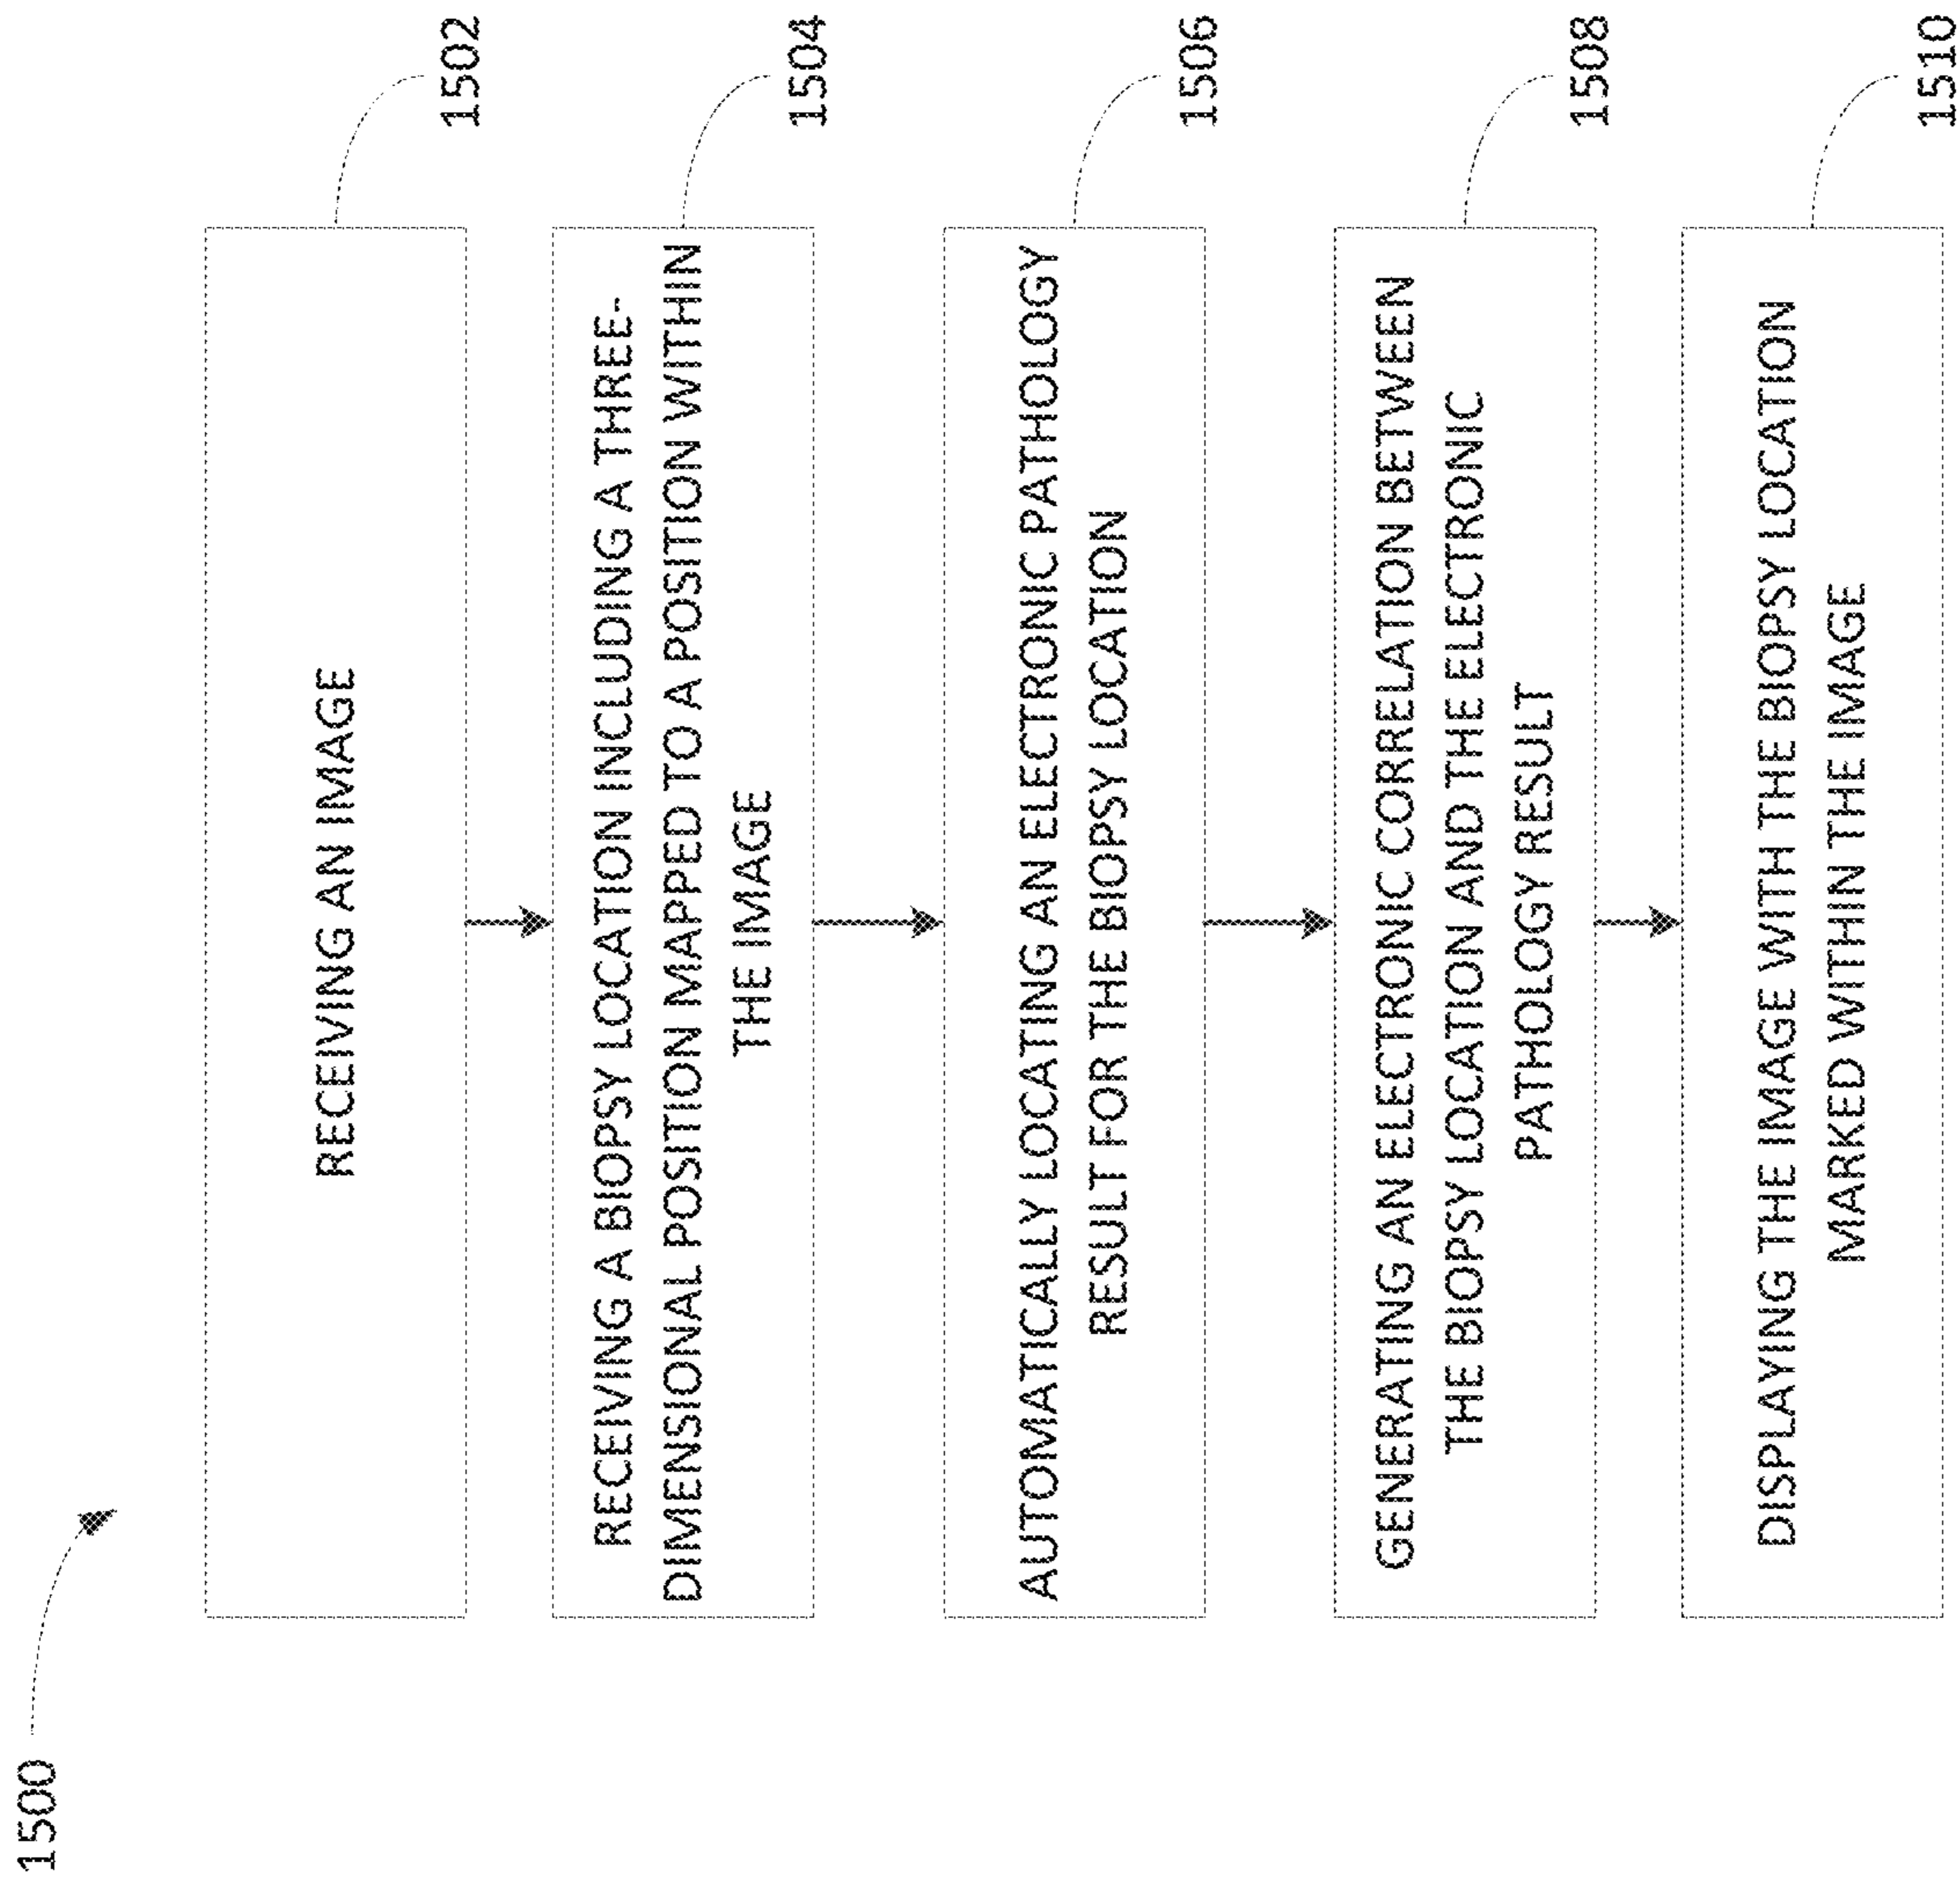 1500
RECEIVING AN IMAGE
1502
RECEIVING A BIOPSY LOCATION INCLUDING A THREE-
DIMENSIONAL POSITION MAPPED TO A POSITION WITHIN
THE IMAGE
1504
AUTOMATICALLY LOCATING AN ELECTRONIC PATHOLOGY
RESULT FOR THE BIOPSY LOCATION
1506
GENERATING AN ELECTRONIC CORRELATION BETWEEN
THE BIOPSY LOCATION AND THE ELECTRONIC
PATHOLOGY RESULT
1508
DISPLAYING THE IMAGE WITH THE BIOPSY LOCATION
MARKED WITHIN THE IMAGE
1510